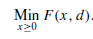 Min F(x, d).
x≥0